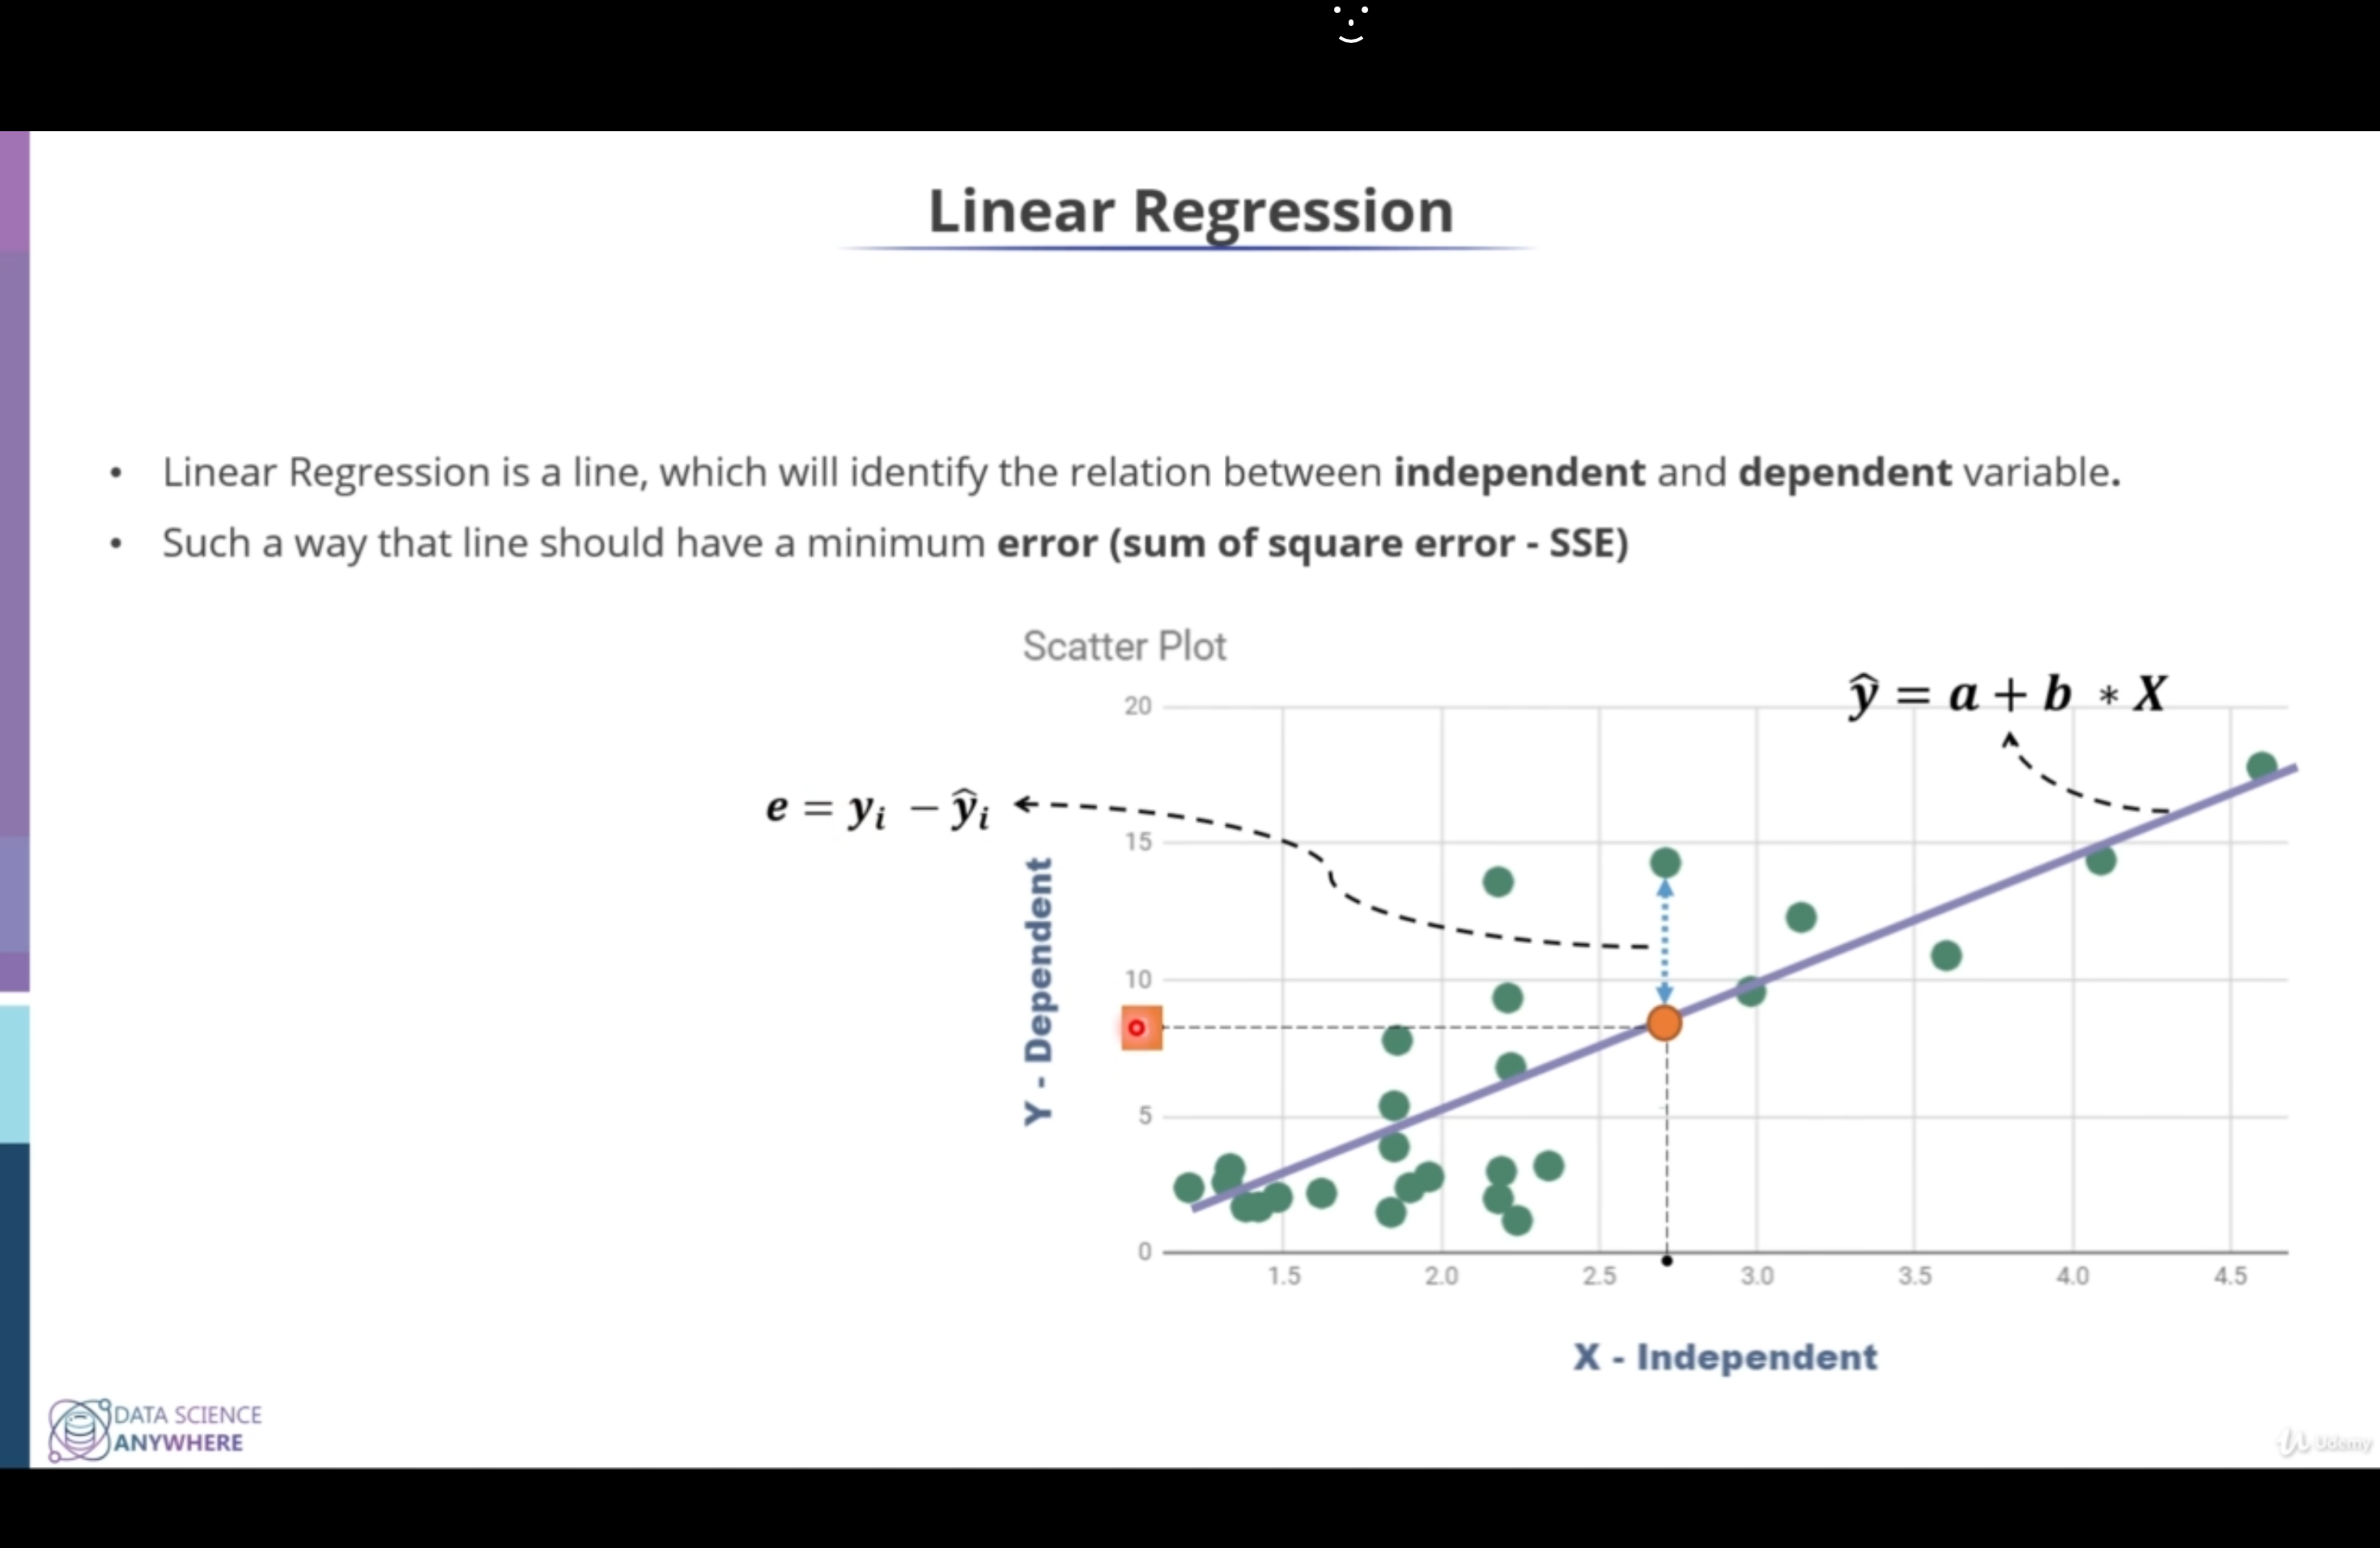 Linear Regression
• Linear Regression is a line, which will identify the relation between independent and dependent variable.
• Such a way that line should have a minimum error (sum of square error - SSE)
Scatter Plot
ŷ = a + b * X
e = yᵢ − ŷᵢ
Y - Dependent
20
15
10
5
0
1.5 2.0 2.5 3.0 3.5 4.0 4.5
X - Independent
DATA SCIENCE
ANYWHERE
Udemy